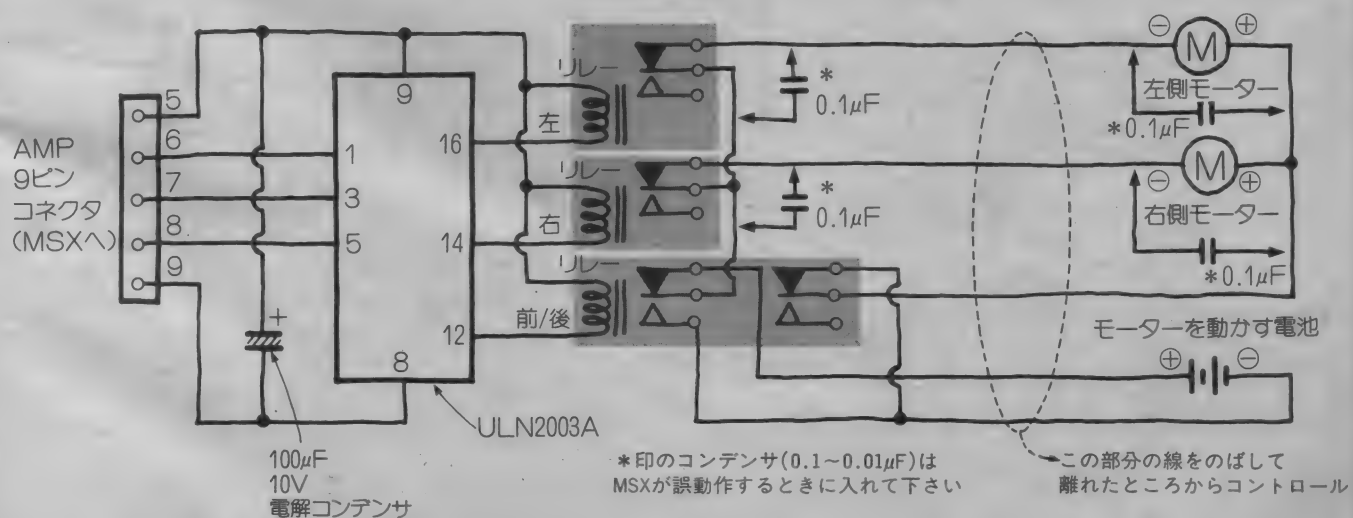 AMP
9ピン
コネクタ
(MSXへ)
5
6
7
8
9
+
100μF
10V
電解コンデンサ
9
1
3
5
16
14
12
8
ULN2003A
リレー
左
リレー
右
リレー
前/後
*
0.1μF
*
0.1μF
⊖
M
⊕
左側モーター
*0.1μF
⊖
M
⊕
右側モーター
*0.1μF
モーターを動かす電池
⊕
⊖
*印のコンデンサ(0.1~0.01μF)は
MSXが誤動作するときに入れて下さい
この部分の線をのばして
離れたところからコントロール